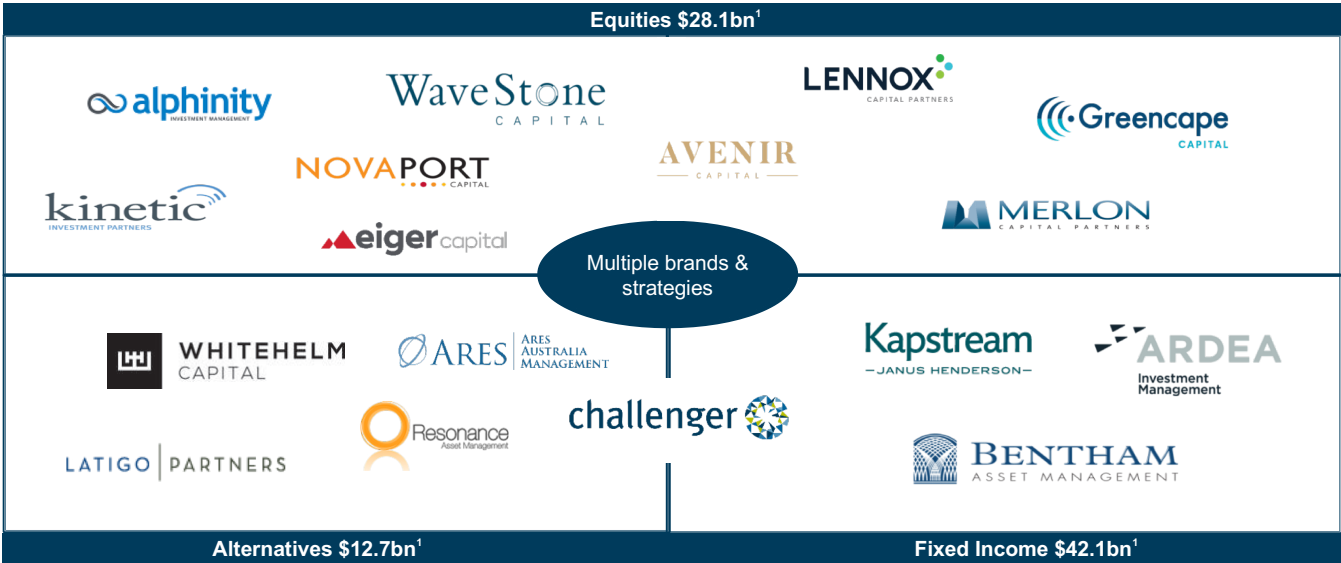 Equities $28.1bn1
alphinity
INVESTMENT MANAGEMENT
WaveStone
CAPITAL
LENNOX
CAPITAL PARTNERS
Greencape
CAPITAL
NOVAPORT
CAPITAL
AVENIR
CAPITAL
kinetic
INVESTMENT PARTNERS
eiger capital
MERLON
CAPITAL PARTNERS
Multiple brands &
strategies
WHITEHELM
CAPITAL
ARES
ARES
AUSTRALIA
MANAGEMENT
Kapstream
JANUS HENDERSON
ARDEA
Investment
Management
challenger
Resonance
Asset Management
LATIGO PARTNERS
BENTHAM
ASSET MANAGEMENT
Alternatives $12.7bn1
Fixed Income $42.1bn1